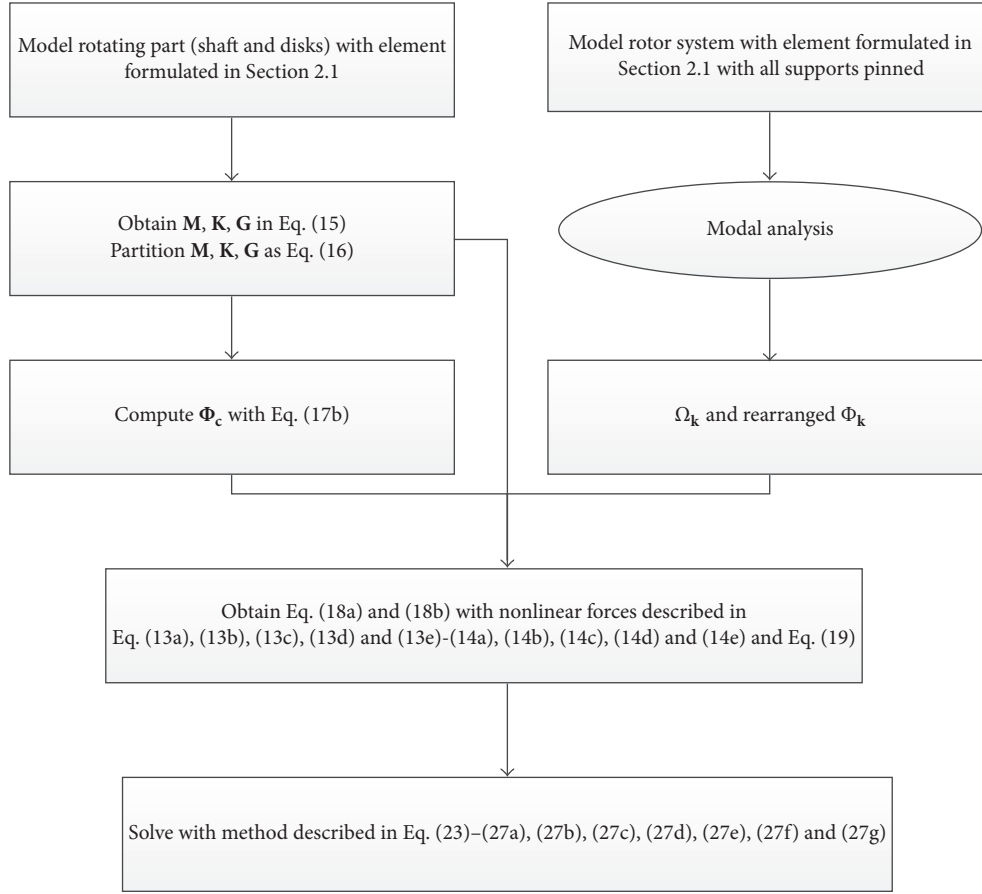 Model rotating part (shaft and disks) with element
formulated in Section 2.1
Model rotor system with element formulated in
Section 2.1 with all supports pinned
Obtain M, K, G in Eq. (15)
Partition M, K, G as Eq. (16)
Modal analysis
Compute Φc with Eq. (17b)
Ωk and rearranged Φk
Obtain Eq. (18a) and (18b) with nonlinear forces described in
Eq. (13a), (13b), (13c), (13d) and (13e)-(14a), (14b), (14c), (14d) and (14e) and Eq. (19)
Solve with method described in Eq. (23)–(27a), (27b), (27c), (27d), (27e), (27f) and (27g)